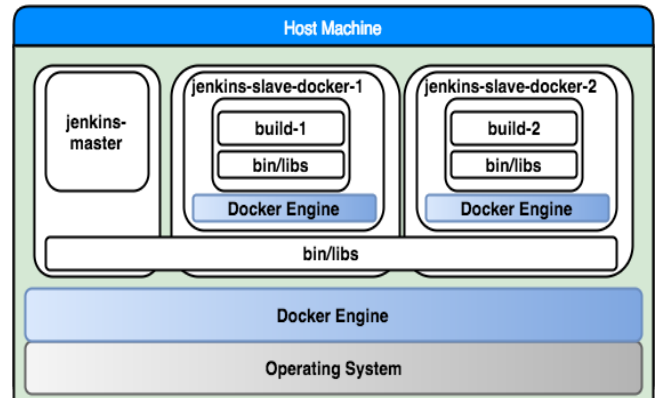 Host Machine
jenkins-
master
jenkins-slave-docker-1
build-1
bin/libs
Docker Engine
jenkins-slave-docker-2
build-2
bin/libs
Docker Engine
bin/libs
Docker Engine
Operating System